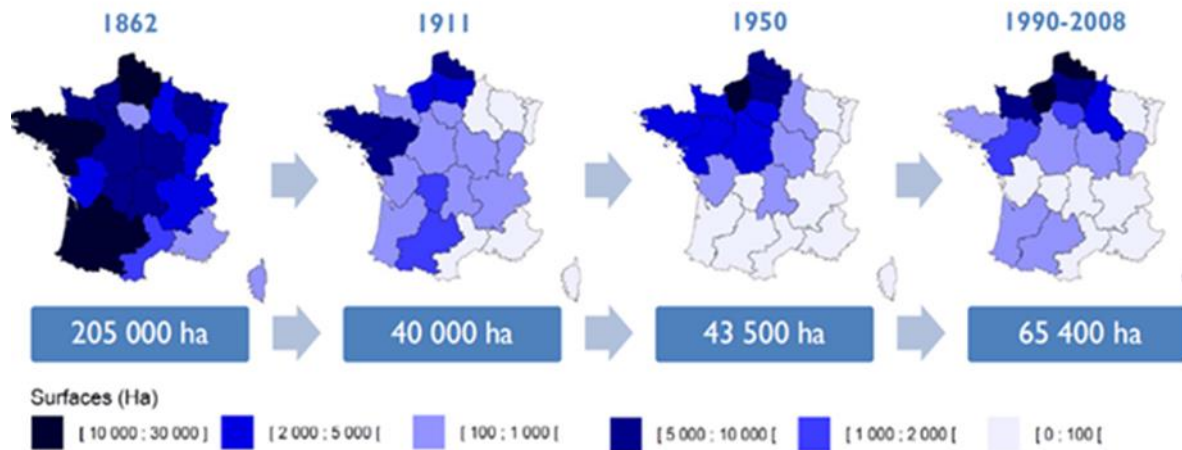 1862 1911 1950 1990-2008
205 000 ha 40 000 ha 43 500 ha 65 400 ha
Surfaces (Ha)
[ 10 000 ; 30 000 ] [ 2 000 ; 5 000 [ [ 100 ; 1 000 [ [ 5 000 ; 10 000 [ [ 1 000 ; 2 000 [ [ 0 ; 100 [